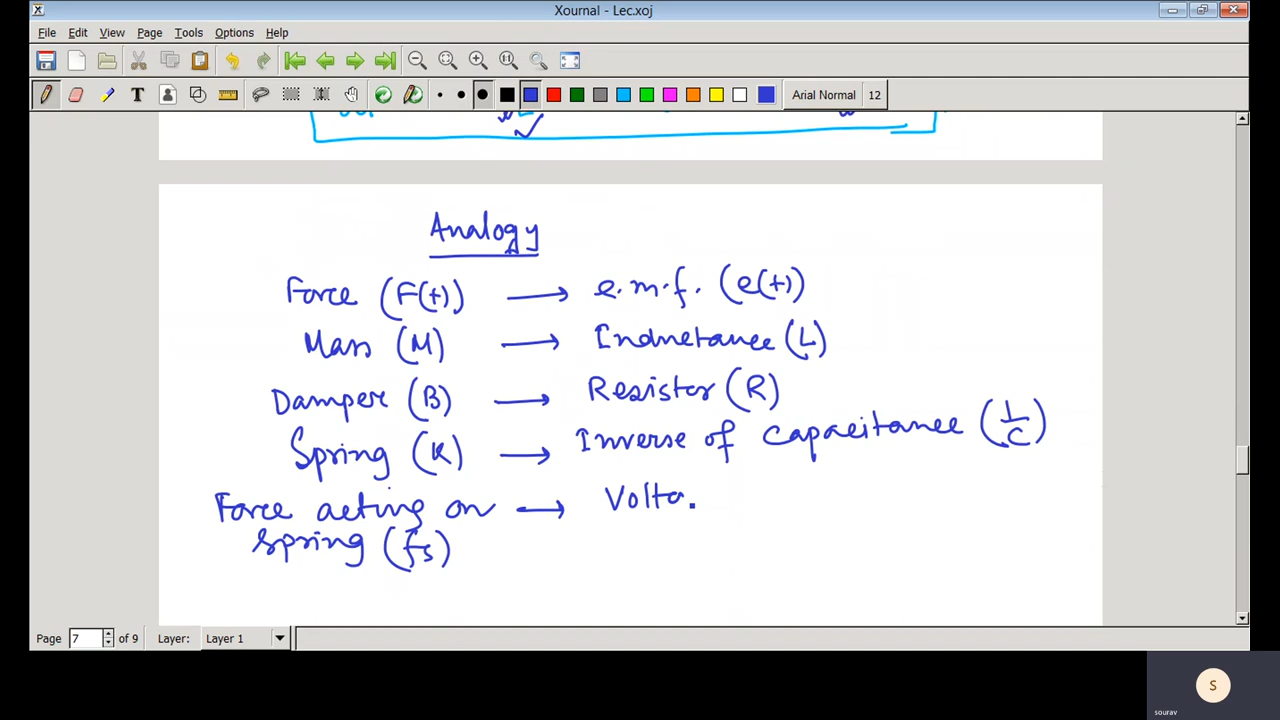 Xournal - Lec.xoj
File Edit View Page Tools Options Help
Arial Normal 12
Analogy
Force (F(t)) → e.m.f. (e(t))
Mass (M) → Inductance (L)
Damper (B) → Resistor (R)
Spring (K) → Inverse of capacitance (1/C)
Force acting on → Volta.
spring (fs)
Page 7 of 9 Layer: Layer 1
S
sourav